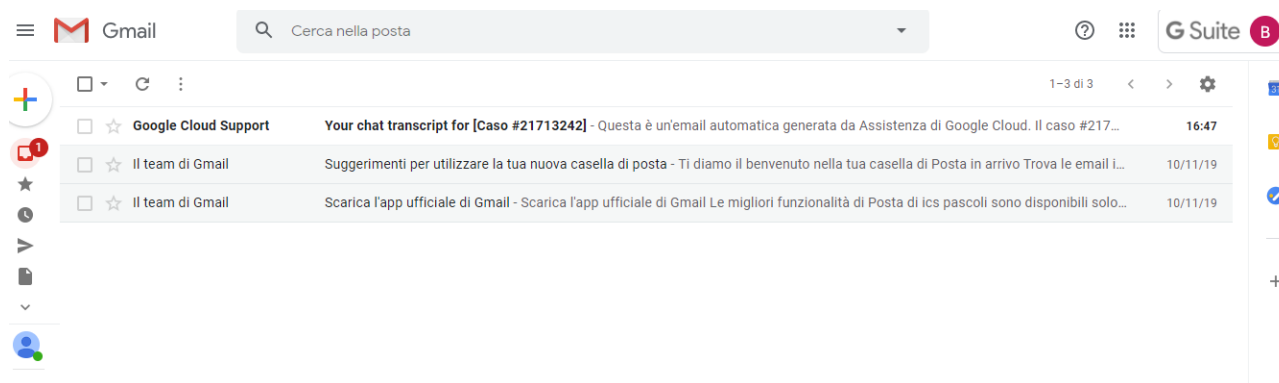 Gmail
Cerca nella posta
G Suite
B
1–3 di 3
31
Google Cloud Support Your chat transcript for [Caso #21713242] - Questa è un'email automatica generata da Assistenza di Google Cloud. Il caso #217… 16:47
1
Il team di Gmail Suggerimenti per utilizzare la tua nuova casella di posta - Ti diamo il benvenuto nella tua casella di Posta in arrivo Trova le email i… 10/11/19
Il team di Gmail Scarica l'app ufficiale di Gmail - Scarica l'app ufficiale di Gmail Le migliori funzionalità di Posta di ics pascoli sono disponibili solo… 10/11/19